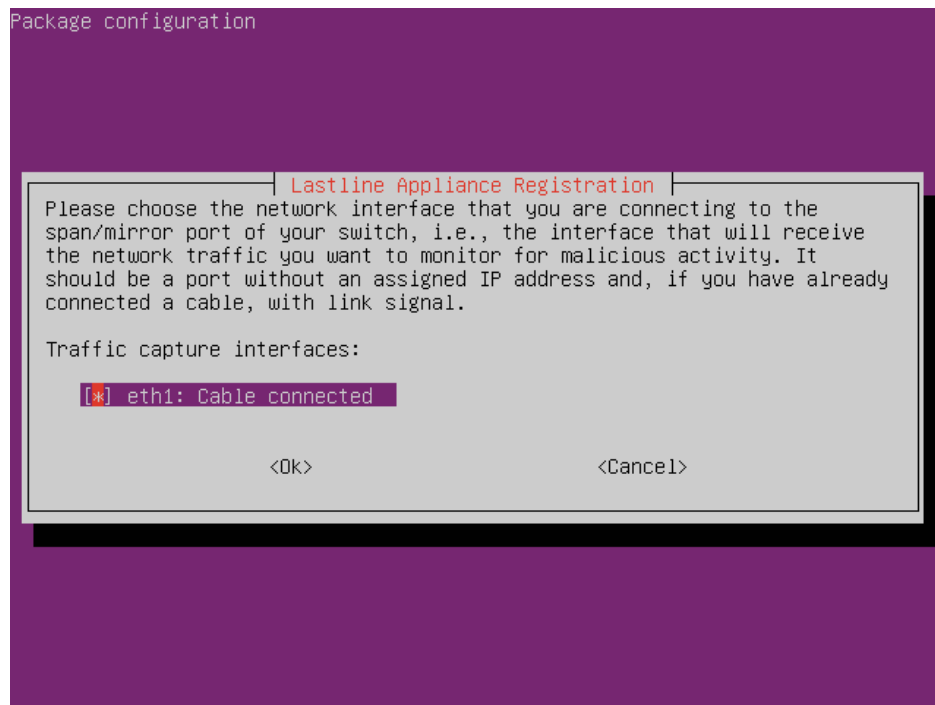 Package configuration
Lastline Appliance Registration
Please choose the network interface that you are connecting to the
span/mirror port of your switch, i.e., the interface that will receive
the network traffic you want to monitor for malicious activity. It
should be a port without an assigned IP address and, if you have already
connected a cable, with link signal.
Traffic capture interfaces:
[*] eth1: Cable connected
<Ok> <Cancel>